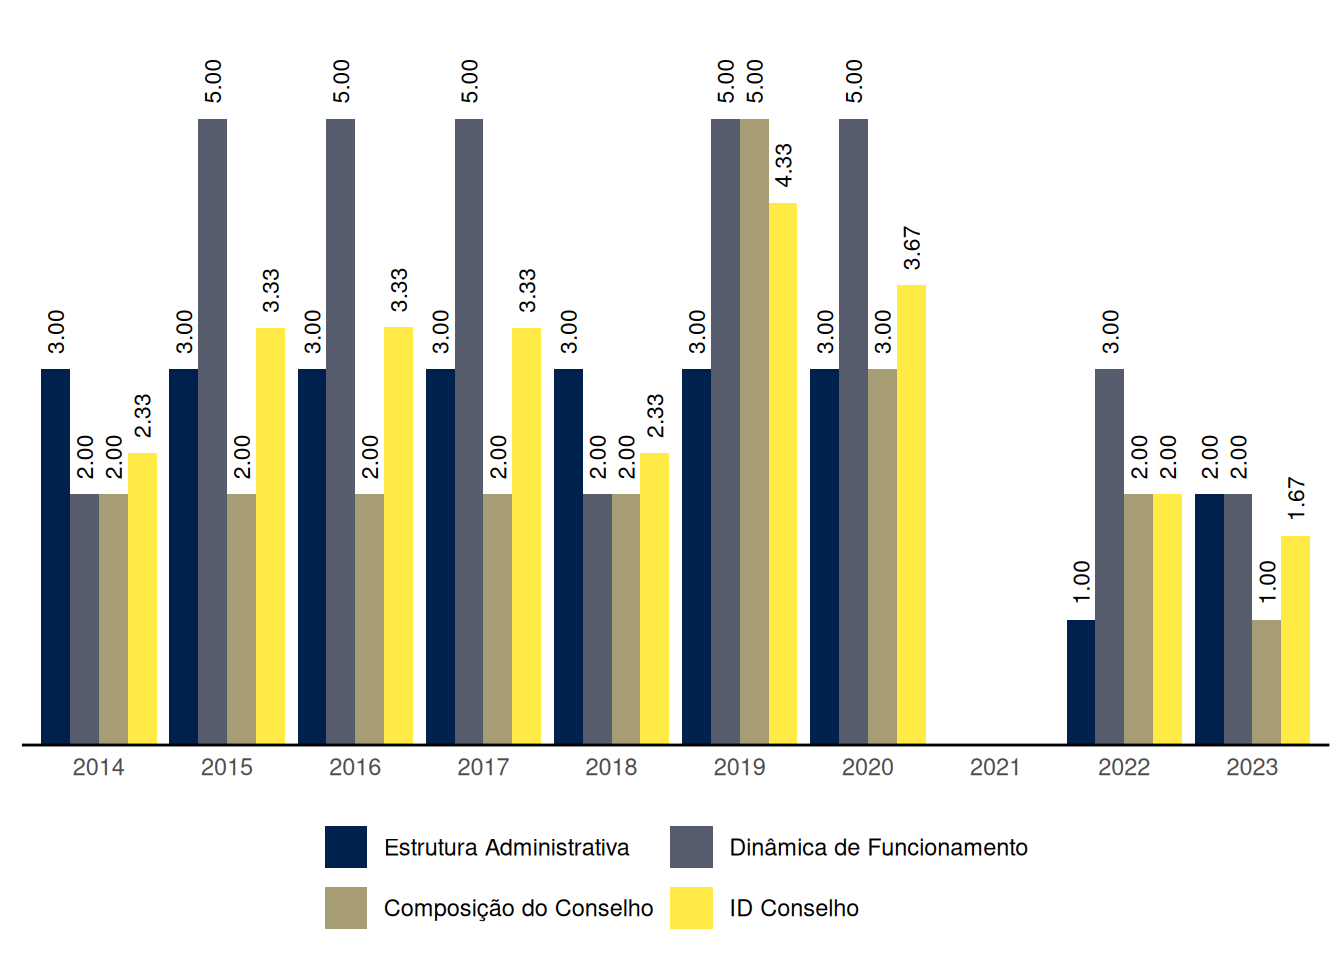 3.00 2.00 2.00 2.33
3.00 5.00 2.00 3.33
3.00 5.00 2.00 3.33
3.00 5.00 2.00 3.33
3.00 2.00 2.00 2.33
3.00 5.00 5.00 4.33
3.00 5.00 3.00 3.67
1.00 3.00 2.00 2.00
2.00 2.00 1.00 1.67
2014 2015 2016 2017 2018 2019 2020 2021 2022 2023
Estrutura Administrativa Dinâmica de Funcionamento
Composição do Conselho ID Conselho